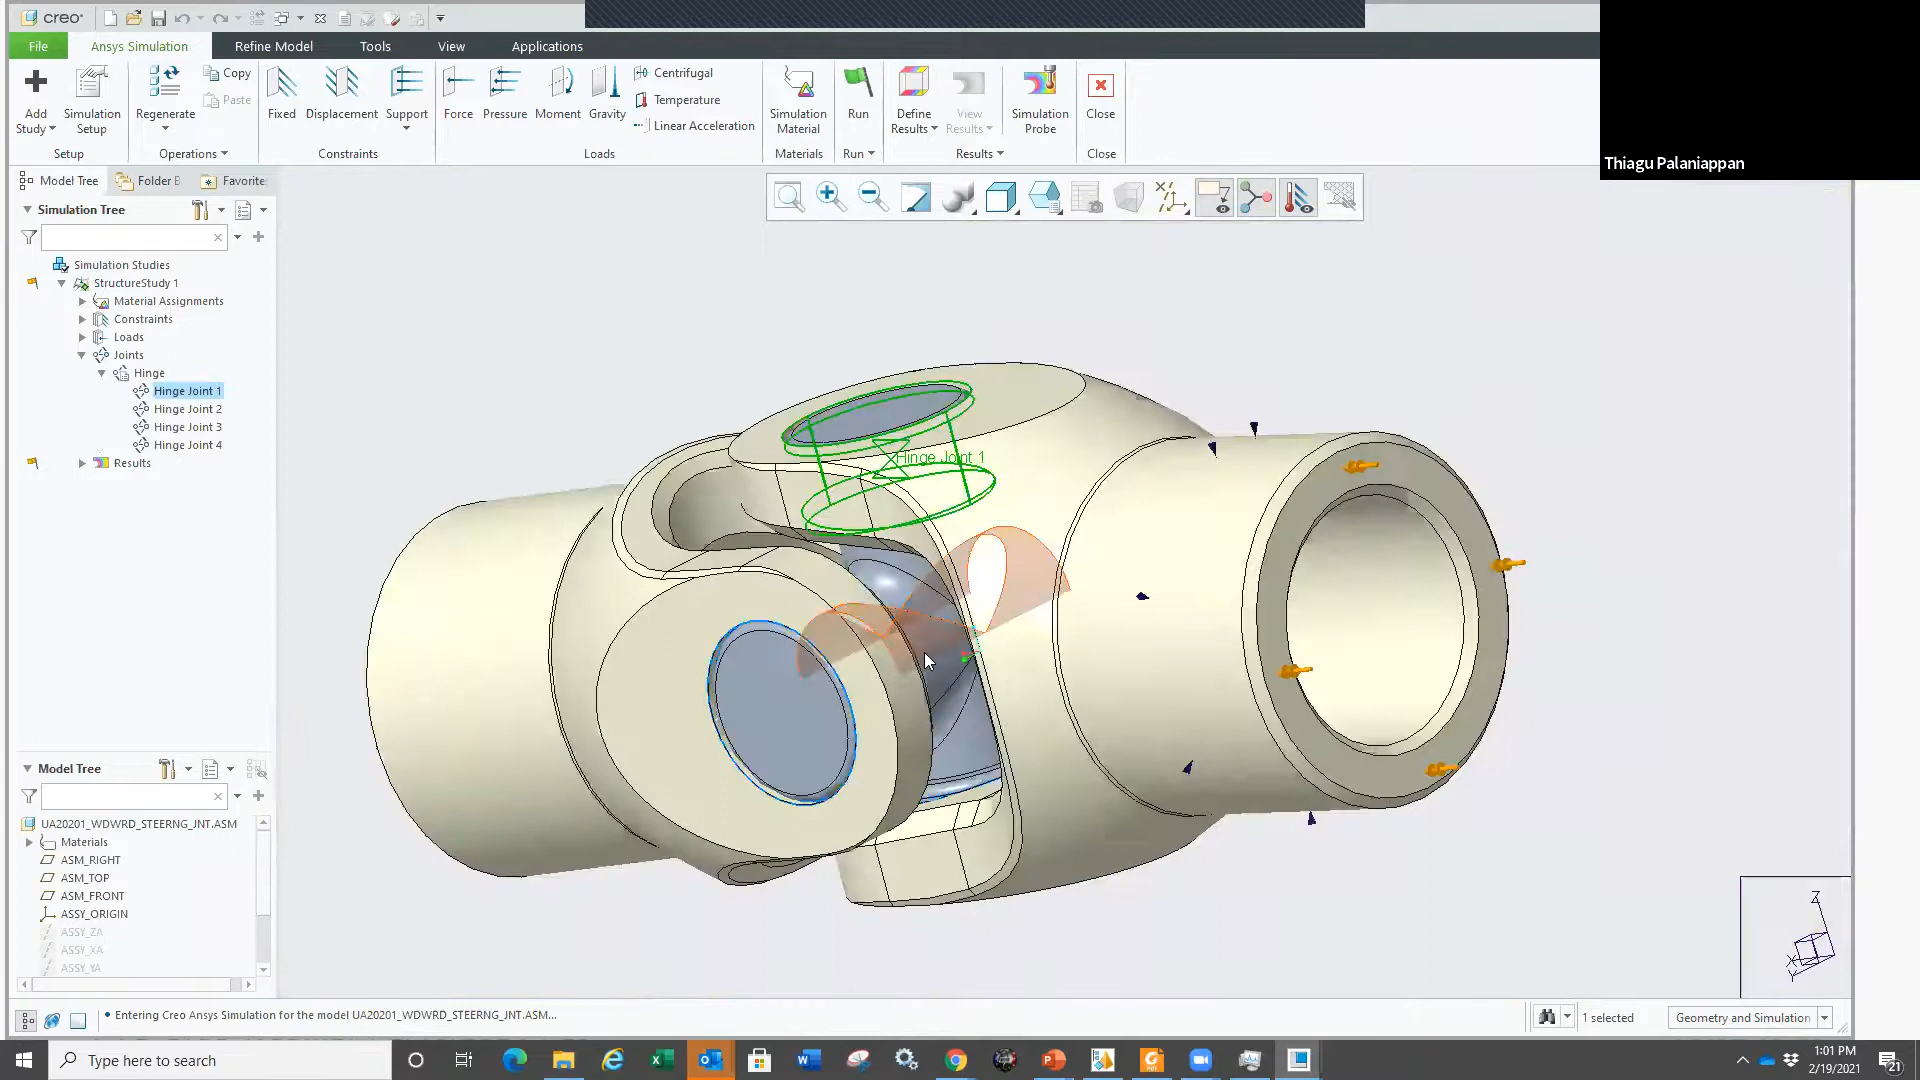 creo
File
Ansys Simulation
Refine Model
Tools
View
Applications
Add
Study
Simulation
Setup
Regenerate
Copy
Paste
Fixed
Displacement
Support
Force
Pressure
Moment
Gravity
Centrifugal
Temperature
Linear Acceleration
Simulation
Material
Run
Define
Results
View
Results
Simulation
Probe
Close
Setup
Operations
Constraints
Loads
Materials
Run
Results
Close
Thiagu Palaniappan
Model Tree
Folder B
Favorite
Simulation Tree
Simulation Studies
StructureStudy 1
Material Assignments
Constraints
Loads
Joints
Hinge
Hinge Joint 1
Hinge Joint 2
Hinge Joint 3
Hinge Joint 4
Results
Hinge Joint 1
Model Tree
UA20201_WDWRD_STEERNG_JNT.ASM
Materials
ASM_RIGHT
ASM_TOP
ASM_FRONT
ASSY_ORIGIN
ASSY_ZA
ASSY_XA
ASSY_YA
Z
X
Y
• Entering Creo Ansys Simulation for the model UA20201_WDWRD_STEERNG_JNT.ASM...
1 selected
Geometry and Simulation
Type here to search
1:01 PM
2/19/2021
21